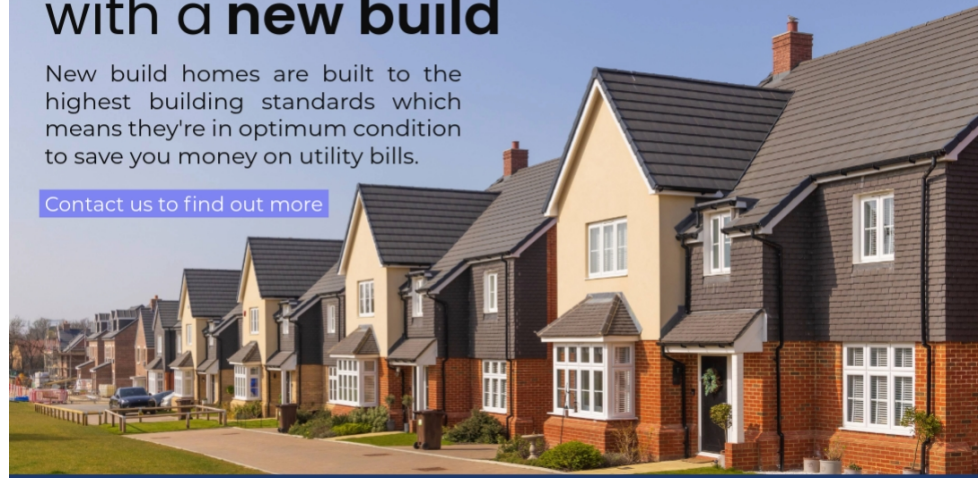 with a new build
New build homes are built to the
highest building standards which
means they're in optimum condition
to save you money on utility bills.
Contact us to find out more